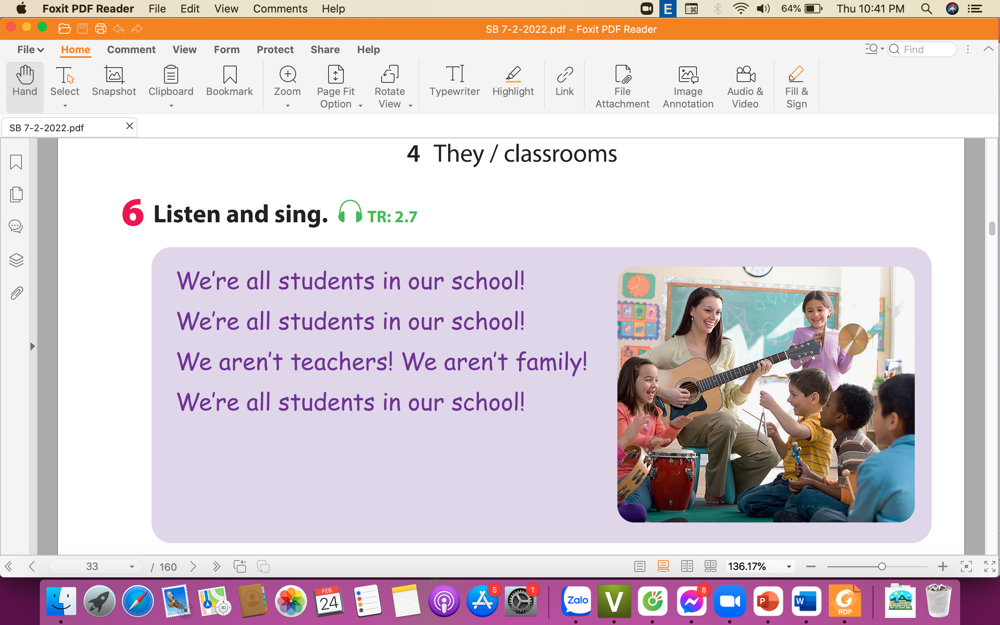 Foxit PDF Reader File Edit View Comments Help 64% Thu 10:41 PM
SB 7-2-2022.pdf - Foxit PDF Reader
File Home Comment View Form Protect Share Help Find
Hand Select Snapshot Clipboard Bookmark Zoom Page Fit Option Rotate View Typewriter Highlight Link File Attachment Image Annotation Audio & Video Fill & Sign
SB 7-2-2022.pdf
4 They / classrooms
6 Listen and sing. TR: 2.7
We're all students in our school!
We're all students in our school!
We aren't teachers! We aren't family!
We're all students in our school!
33 / 160 136.17%
3D FEB 24 5 1 Zalo V 8 P W PDF